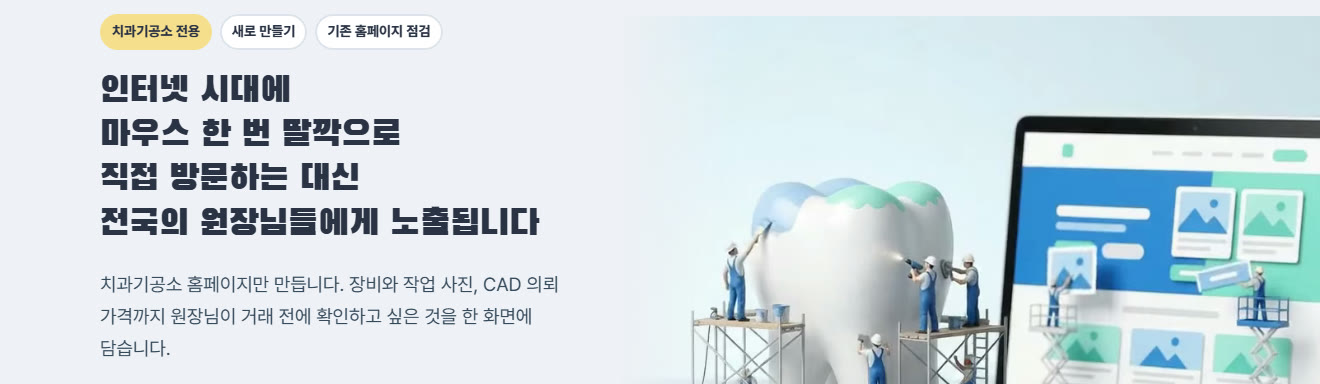 치과기공소 전용
새로 만들기
기존 홈페이지 점검
인터넷 시대에
마우스 한 번 딸깍으로
직접 방문하는 대신
전국의 원장님들에게 노출됩니다
치과기공소 홈페이지만 만듭니다. 장비와 작업 사진, CAD 의뢰
가격까지 원장님이 거래 전에 확인하고 싶은 것을 한 화면에
담습니다.